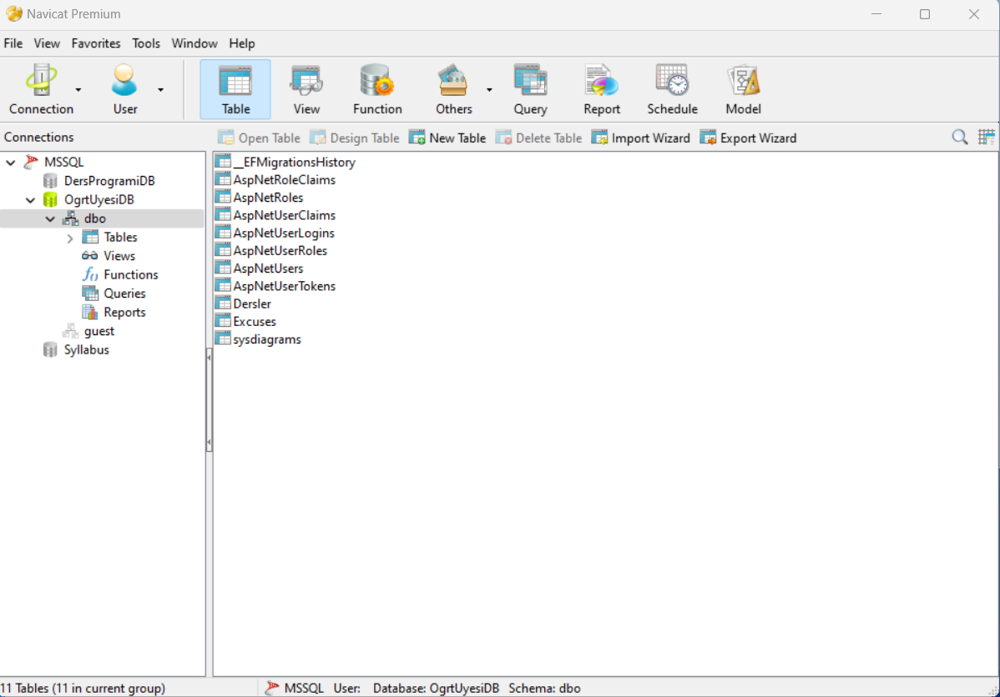 Navicat Premium
File View Favorites Tools Window Help
Connection User Table View Function Others Query Report Schedule Model
Connections
Open Table Design Table New Table Delete Table Import Wizard Export Wizard
MSSQL
DersProgramiDB
OgrtUyesiDB
dbo
Tables
Views
Functions
Queries
Reports
guest
Syllabus
__EFMigrationsHistory
AspNetRoleClaims
AspNetRoles
AspNetUserClaims
AspNetUserLogins
AspNetUserRoles
AspNetUsers
AspNetUserTokens
Dersler
Excuses
sysdiagrams
11 Tables (11 in current group) MSSQL User: Database: OgrtUyesiDB Schema: dbo